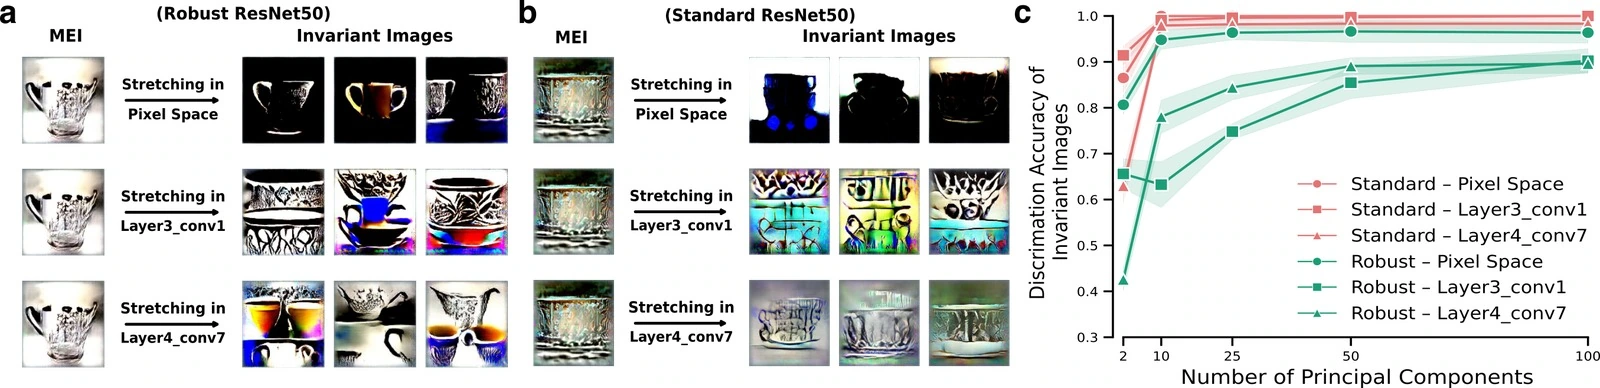 a
(Robust ResNet50)
MEI
Invariant Images
Stretching in
Pixel Space
Stretching in
Layer3_conv1
Stretching in
Layer4_conv7
b
(Standard ResNet50)
MEI
Invariant Images
Stretching in
Pixel Space
Stretching in
Layer3_conv1
Stretching in
Layer4_conv7
c
Discrimation Accuracy of
Invariant Images
1.0
0.9
0.8
0.7
0.6
0.5
0.4
0.3
Standard – Pixel Space
Standard – Layer3_conv1
Standard – Layer4_conv7
Robust – Pixel Space
Robust – Layer3_conv1
Robust – Layer4_conv7
2 10 25 50 100
Number of Principal Components